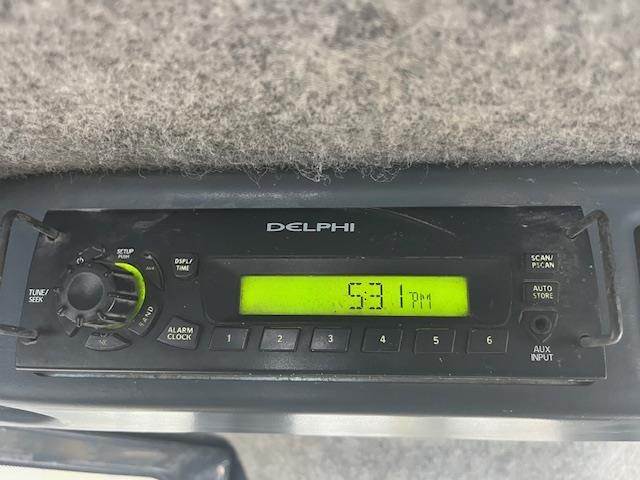 DELPHI
SETUP
PUSH
DSPL/
TIME
TUNE/
SEEK
BAND
ALARM
CLOCK
5:31 PM
SCAN/
PSCAN
AUTO
STORE
AUX
INPUT
1 2 3 4 5 6